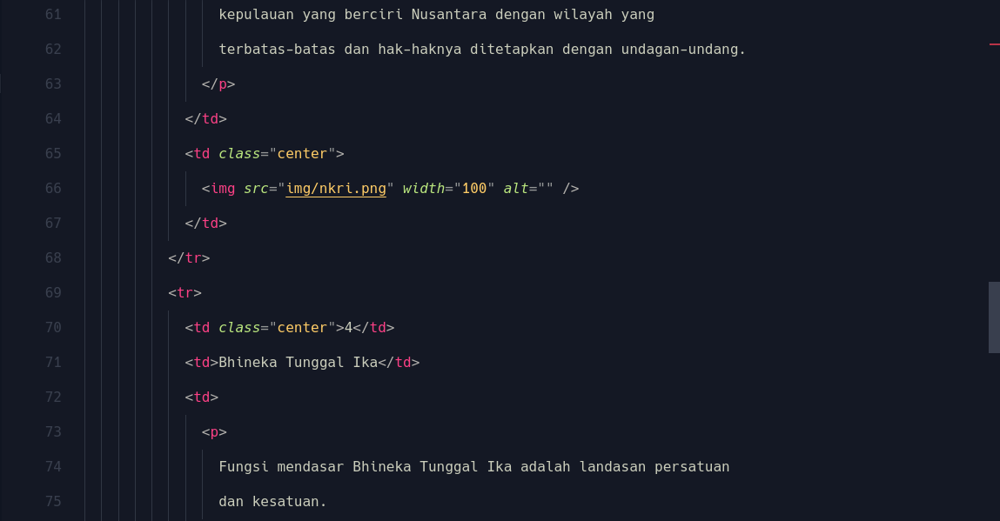 61 kepulauan yang berciri Nusantara dengan wilayah yang
62 terbatas-batas dan hak-haknya ditetapkan dengan undagan-undang.
63 </p>
64 </td>
65 <td class="center">
66 <img src="img/nkri.png" width="100" alt="" />
67 </td>
68 </tr>
69 <tr>
70 <td class="center">4</td>
71 <td>Bhineka Tunggal Ika</td>
72 <td>
73 <p>
74 Fungsi mendasar Bhineka Tunggal Ika adalah landasan persatuan
75 dan kesatuan.